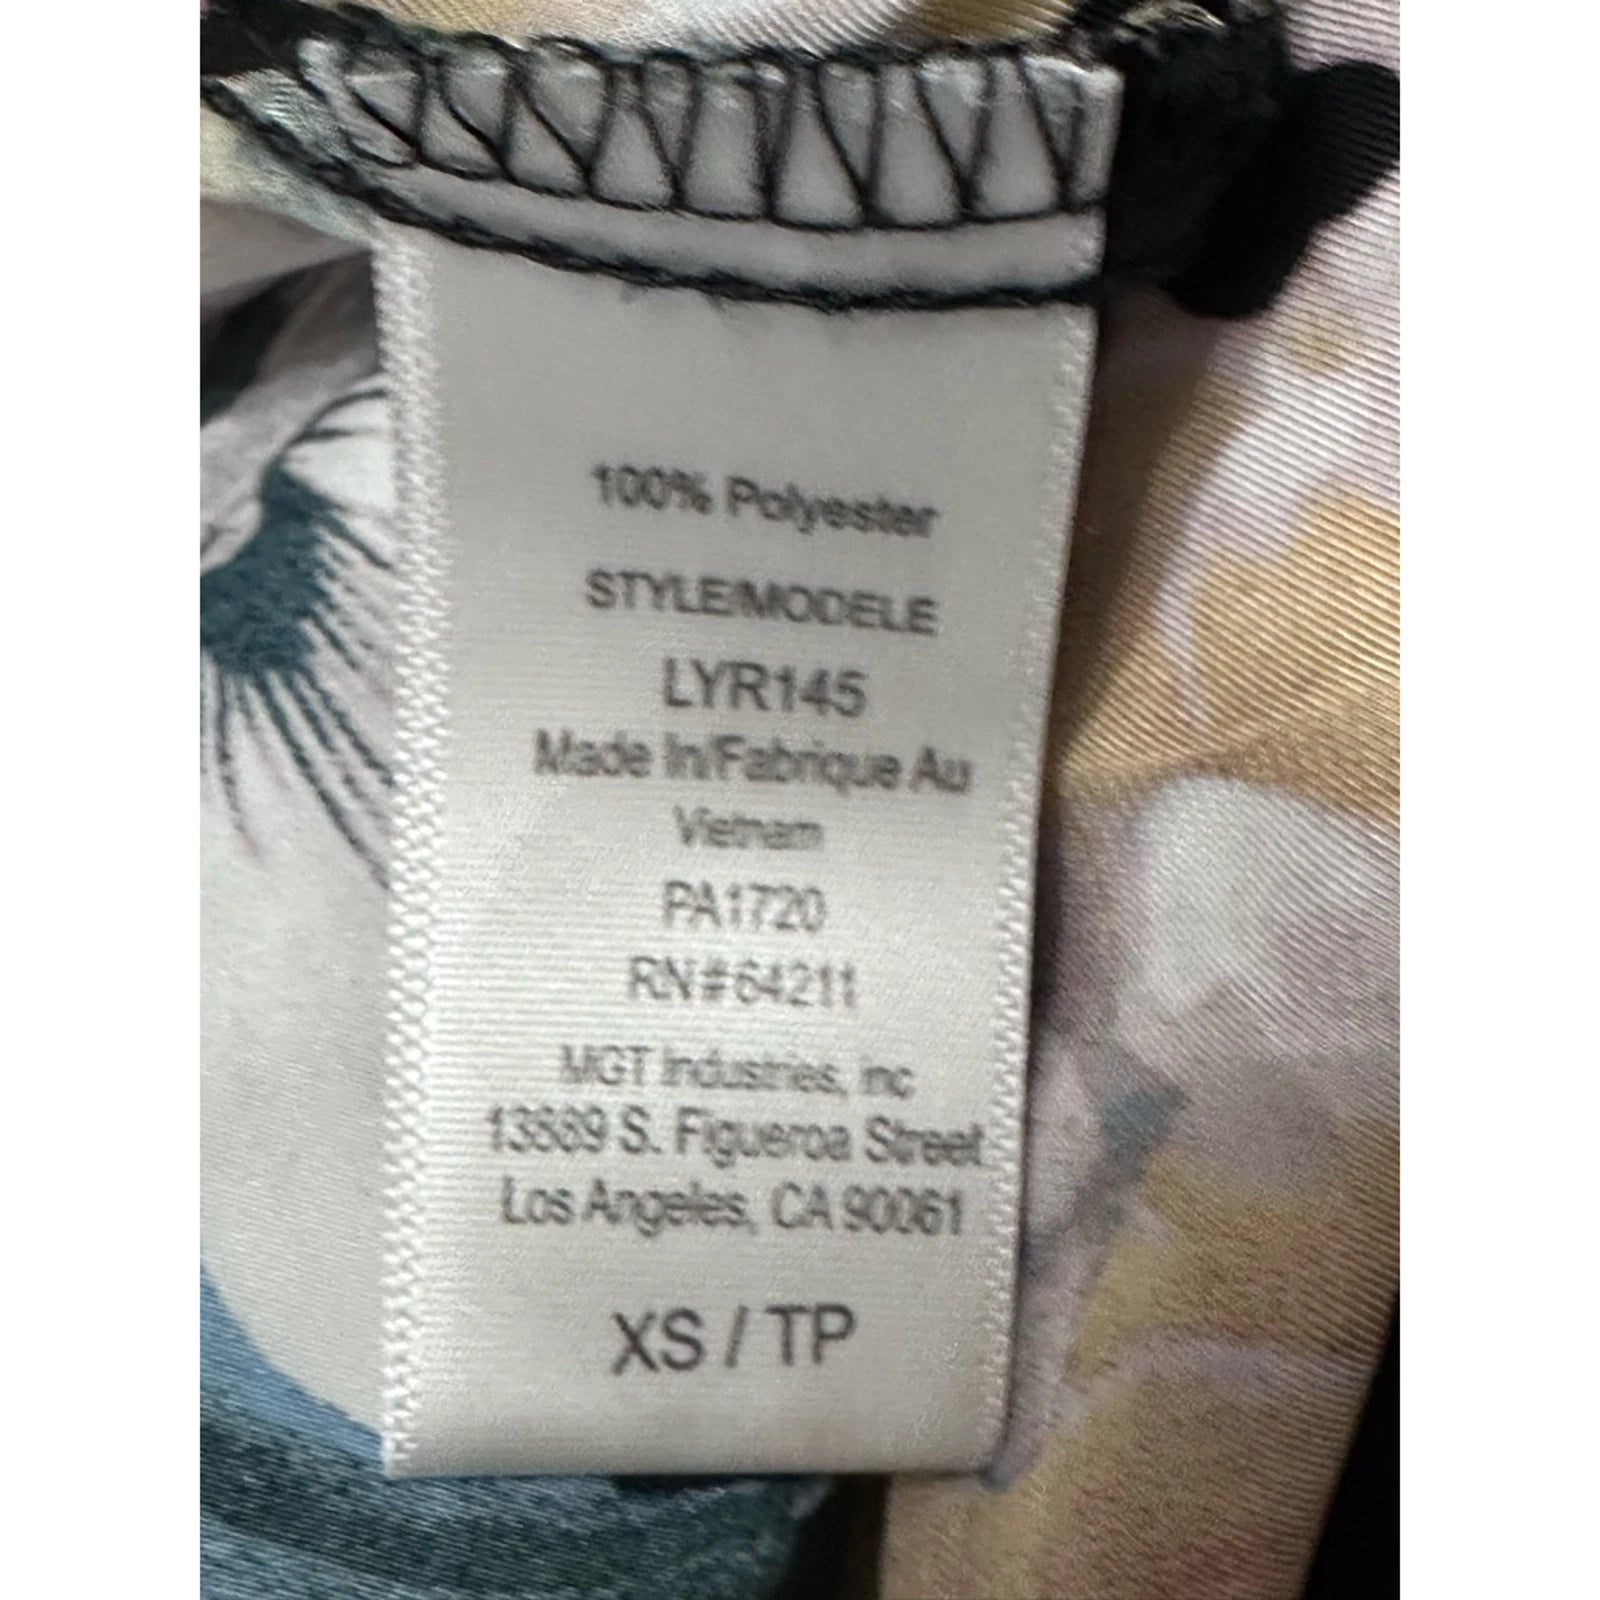 100% Polyester
STYLE/MODELE
LYR145
Made In/Fabrique Au
Vietnam
PA1720
RN#64211
MGT Industries, Inc
13889 S. Figueroa Street
Los Angeles, CA 90061
XS / TP